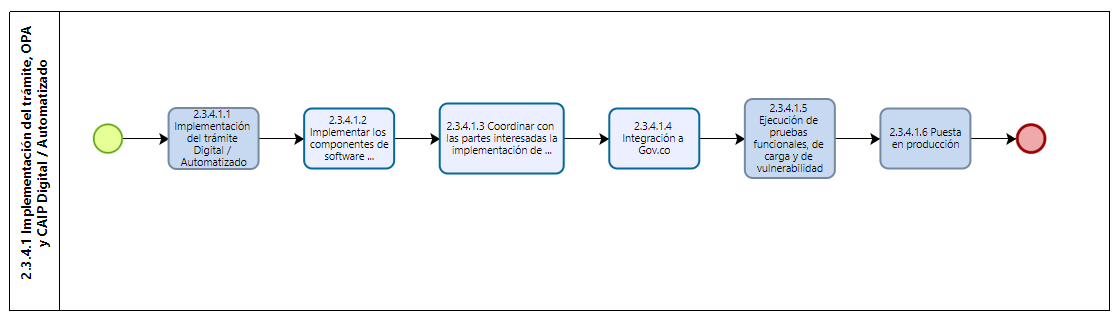 2.3.4.1 Implementación del trámite, OPA
y CAIP Digital / Automatizado
2.3.4.1.1
Implementación
del trámite
Digital /
Automatizado
2.3.4.1.2
Implementar los
componentes de
software ...
2.3.4.1.3 Coordinar con
las partes interesadas la
implementación de ...
2.3.4.1.4
Integración a
Gov.co
2.3.4.1.5
Ejecución de
pruebas
funcionales, de
carga y de
vulnerabilidad
2.3.4.1.6 Puesta
en producción